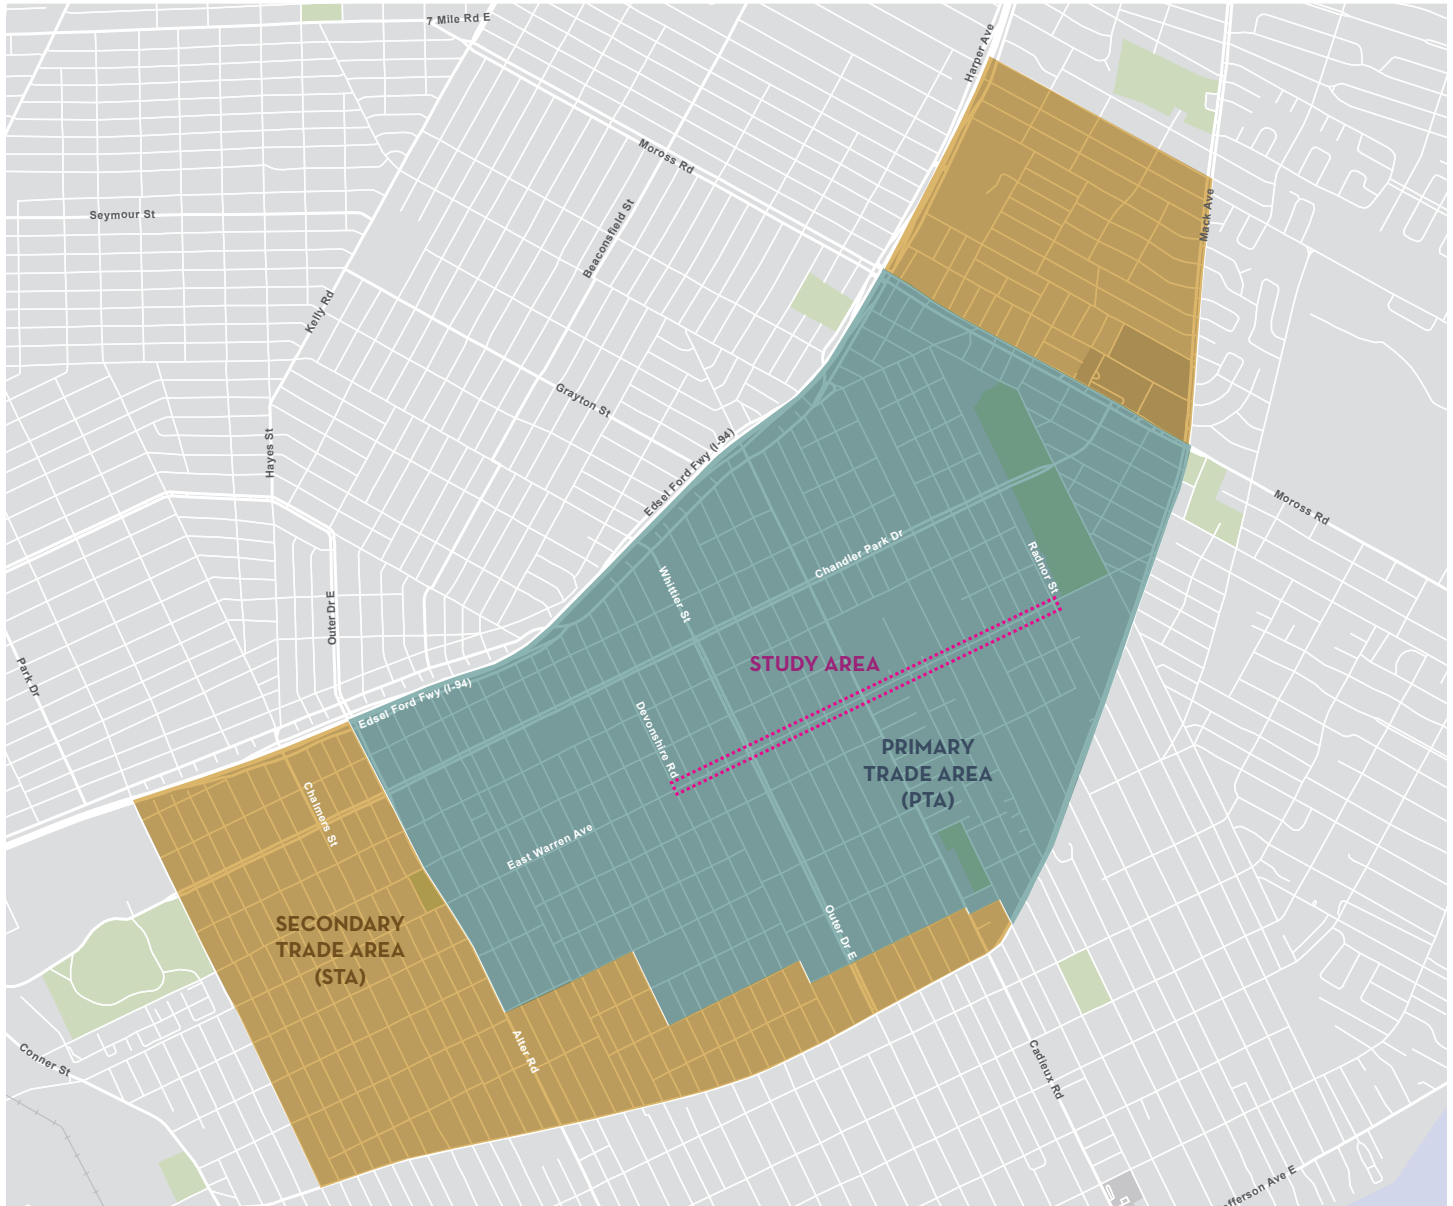 7 Mile Rd E
Harper Ave
Moross Rd
Seymour St
Beaconsfield St
Mack Ave
Kelly Rd
Grayton St
Hayes St
Edsel Ford Fwy (I-94)
Moross Rd
Chandler Park Dr
Radnor St
Whittier St
Outer Dr E
Park Dr
STUDY AREA
Edsel Ford Fwy (I-94)
Devonshire Rd
PRIMARY
TRADE AREA
(PTA)
Chalmers St
East Warren Ave
SECONDARY
TRADE AREA
(STA)
Outer Dr E
Alter Rd
Conner St
Cadieux Rd
fferson Ave E